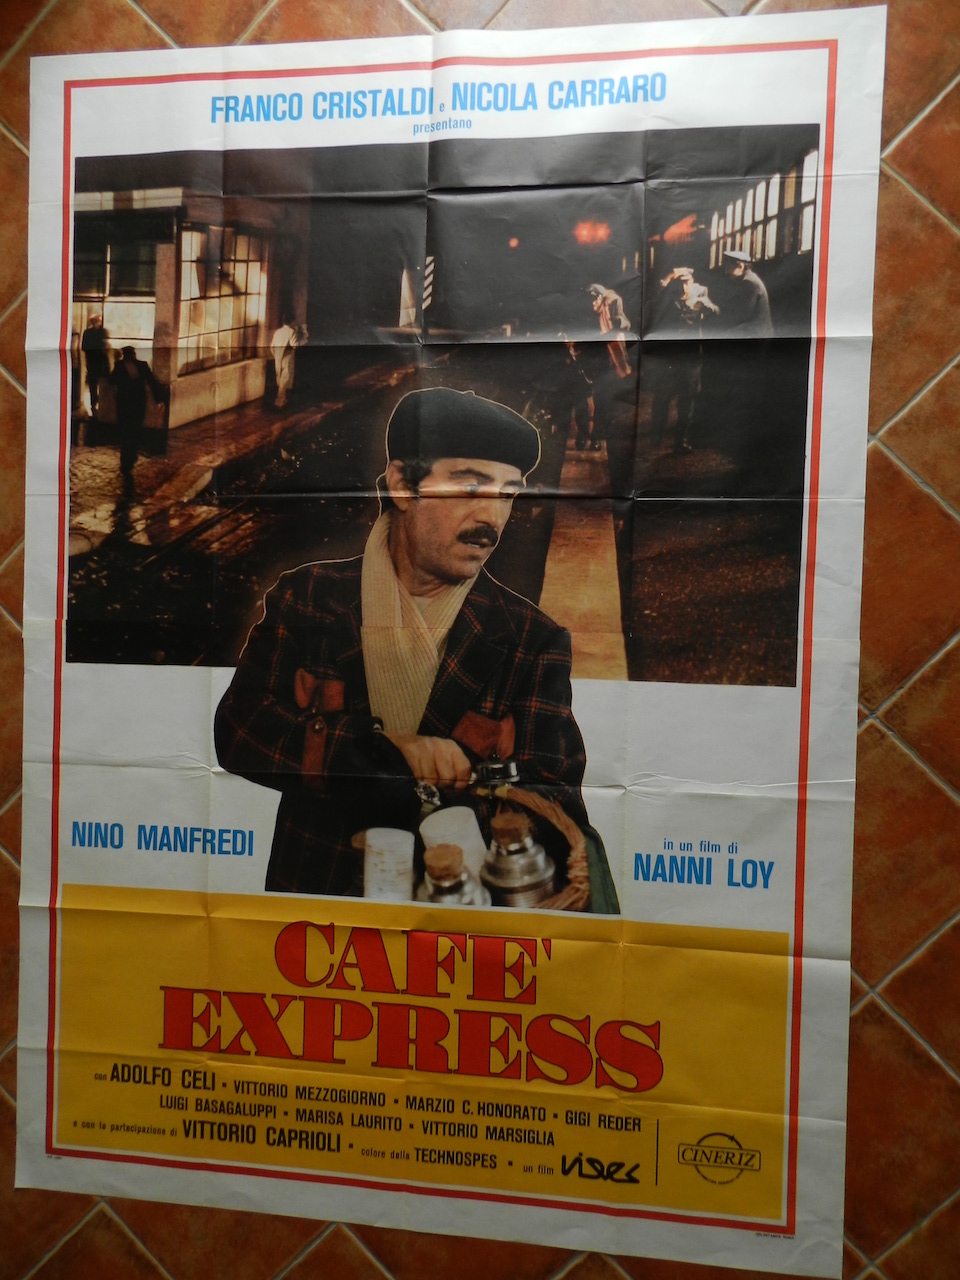 FRANCO CRISTALDI e NICOLA CARRARO
presentano
NINO MANFREDI
in un film di
NANNI LOY
CAFE'
EXPRESS
con ADOLFO CELI • VITTORIO MEZZOGIORNO • MARZIO C. HONORATO • GIGI REDER
LUIGI BASAGALUPPI • MARISA LAURITO • VITTORIO MARSIGLIA
e con la partecipazione di VITTORIO CAPRIOLI • colore della TECHNOSPES • un film vides
CINERIZ